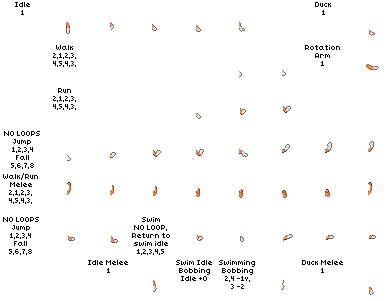 Idle
1
Duck
1
Walk
2,1,2,3,
4,5,4,3,
Rotation
Arm
1
Run
2,1,2,3,
4,5,4,3,
NO LOOPS
Jump
1,2,3,4
Fall
5,6,7,8
Walk/Run
Melee
2,1,2,3,
4,5,4,3,
NO LOOPS
Jump
1,2,3,4
Fall
5,6,7,8
Swim
NO LOOP,
Return to
swim idle
1,2,3,4,5
Idle Melee
1
Swim Idle
Bobbing
Idle +0
Swimming
Bobbing
2,4 -1v,
3 -2
Duck Melee
1